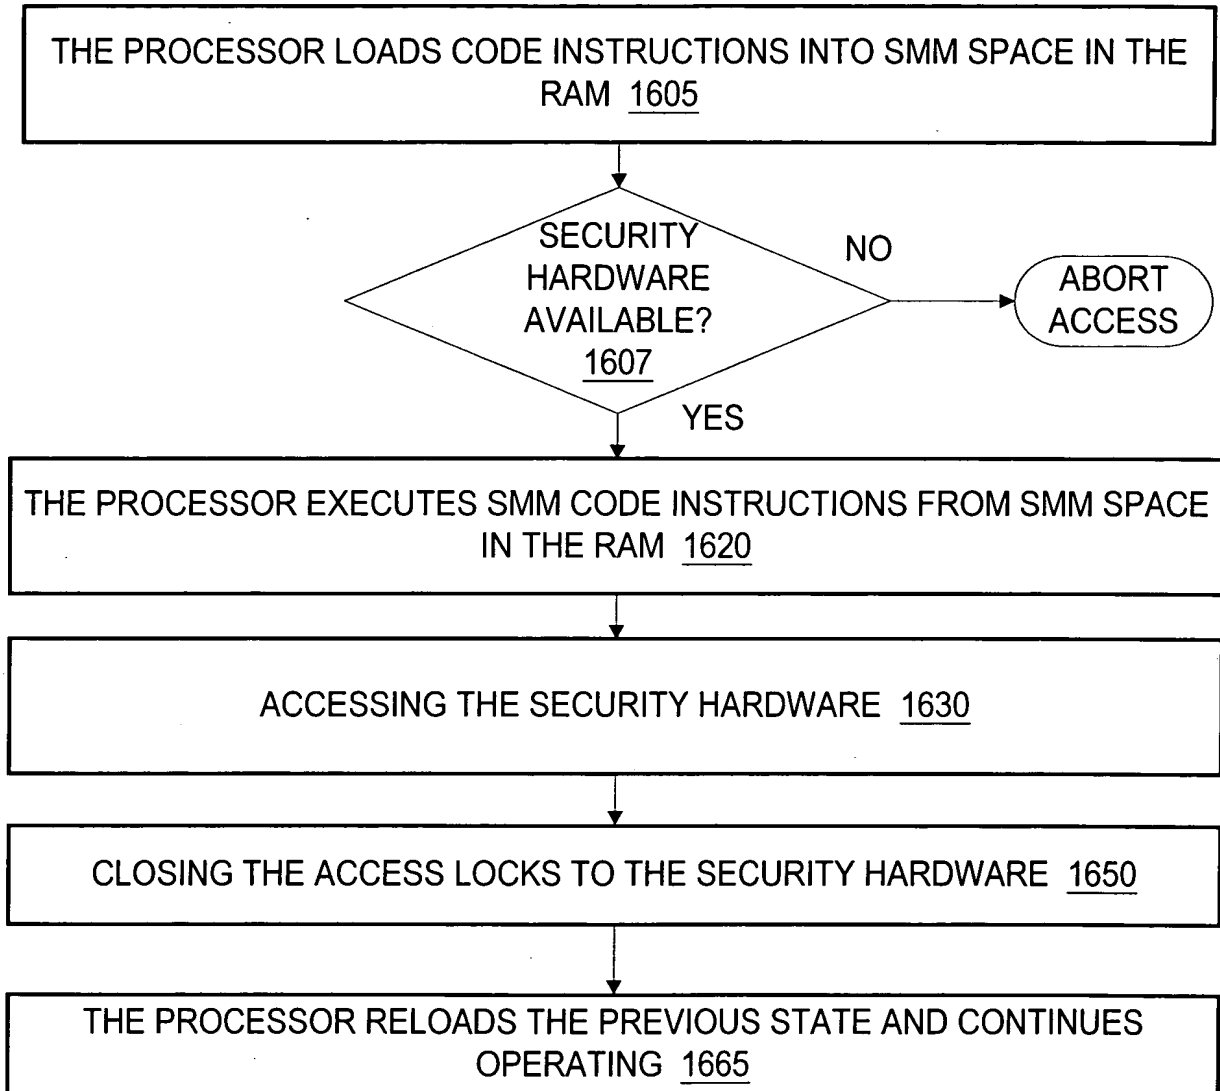 THE PROCESSOR LOADS CODE INSTRUCTIONS INTO SMM SPACE IN THE
RAM 1605
SECURITY
HARDWARE
AVAILABLE?
1607
NO
ABORT
ACCESS
YES
THE PROCESSOR EXECUTES SMM CODE INSTRUCTIONS FROM SMM SPACE
IN THE RAM 1620
ACCESSING THE SECURITY HARDWARE 1630
CLOSING THE ACCESS LOCKS TO THE SECURITY HARDWARE 1650
THE PROCESSOR RELOADS THE PREVIOUS STATE AND CONTINUES
OPERATING 1665